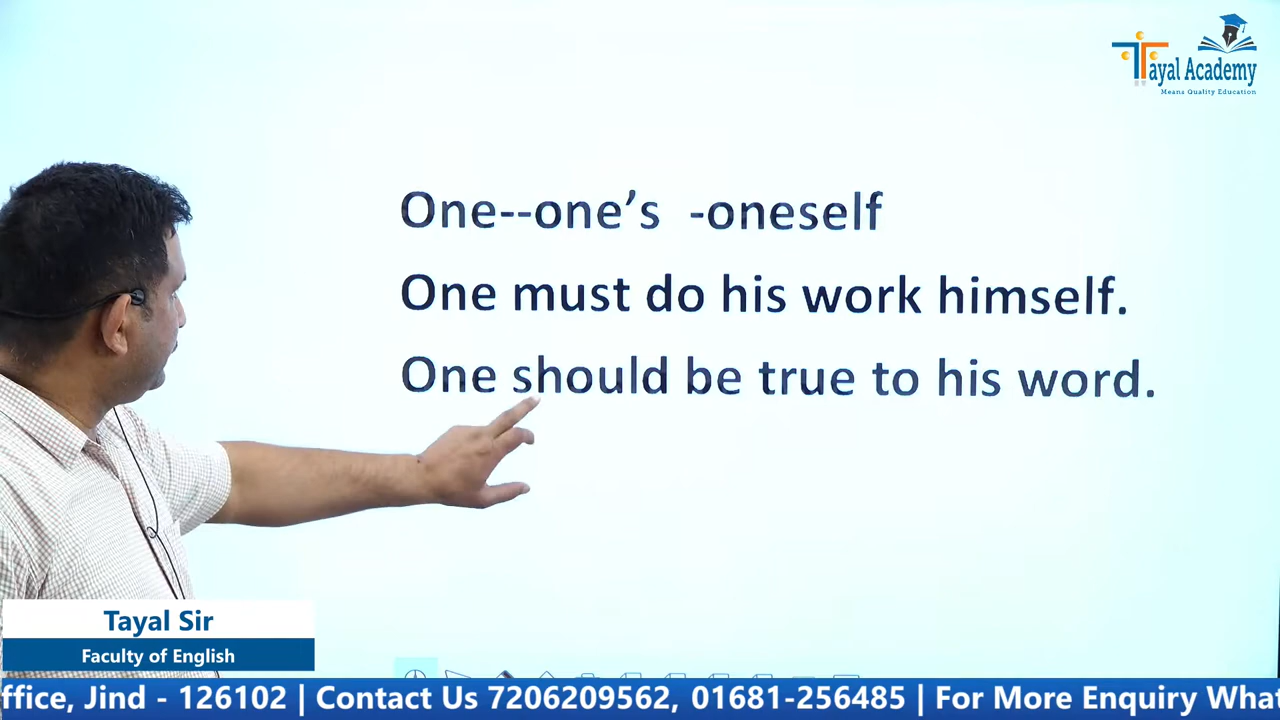 Tayal Academy
Means Quality Education
One--one’s -oneself
One must do his work himself.
One should be true to his word.
Tayal Sir
Faculty of English
ffice, Jind - 126102 | Contact Us 7206209562, 01681-256485 | For More Enquiry What